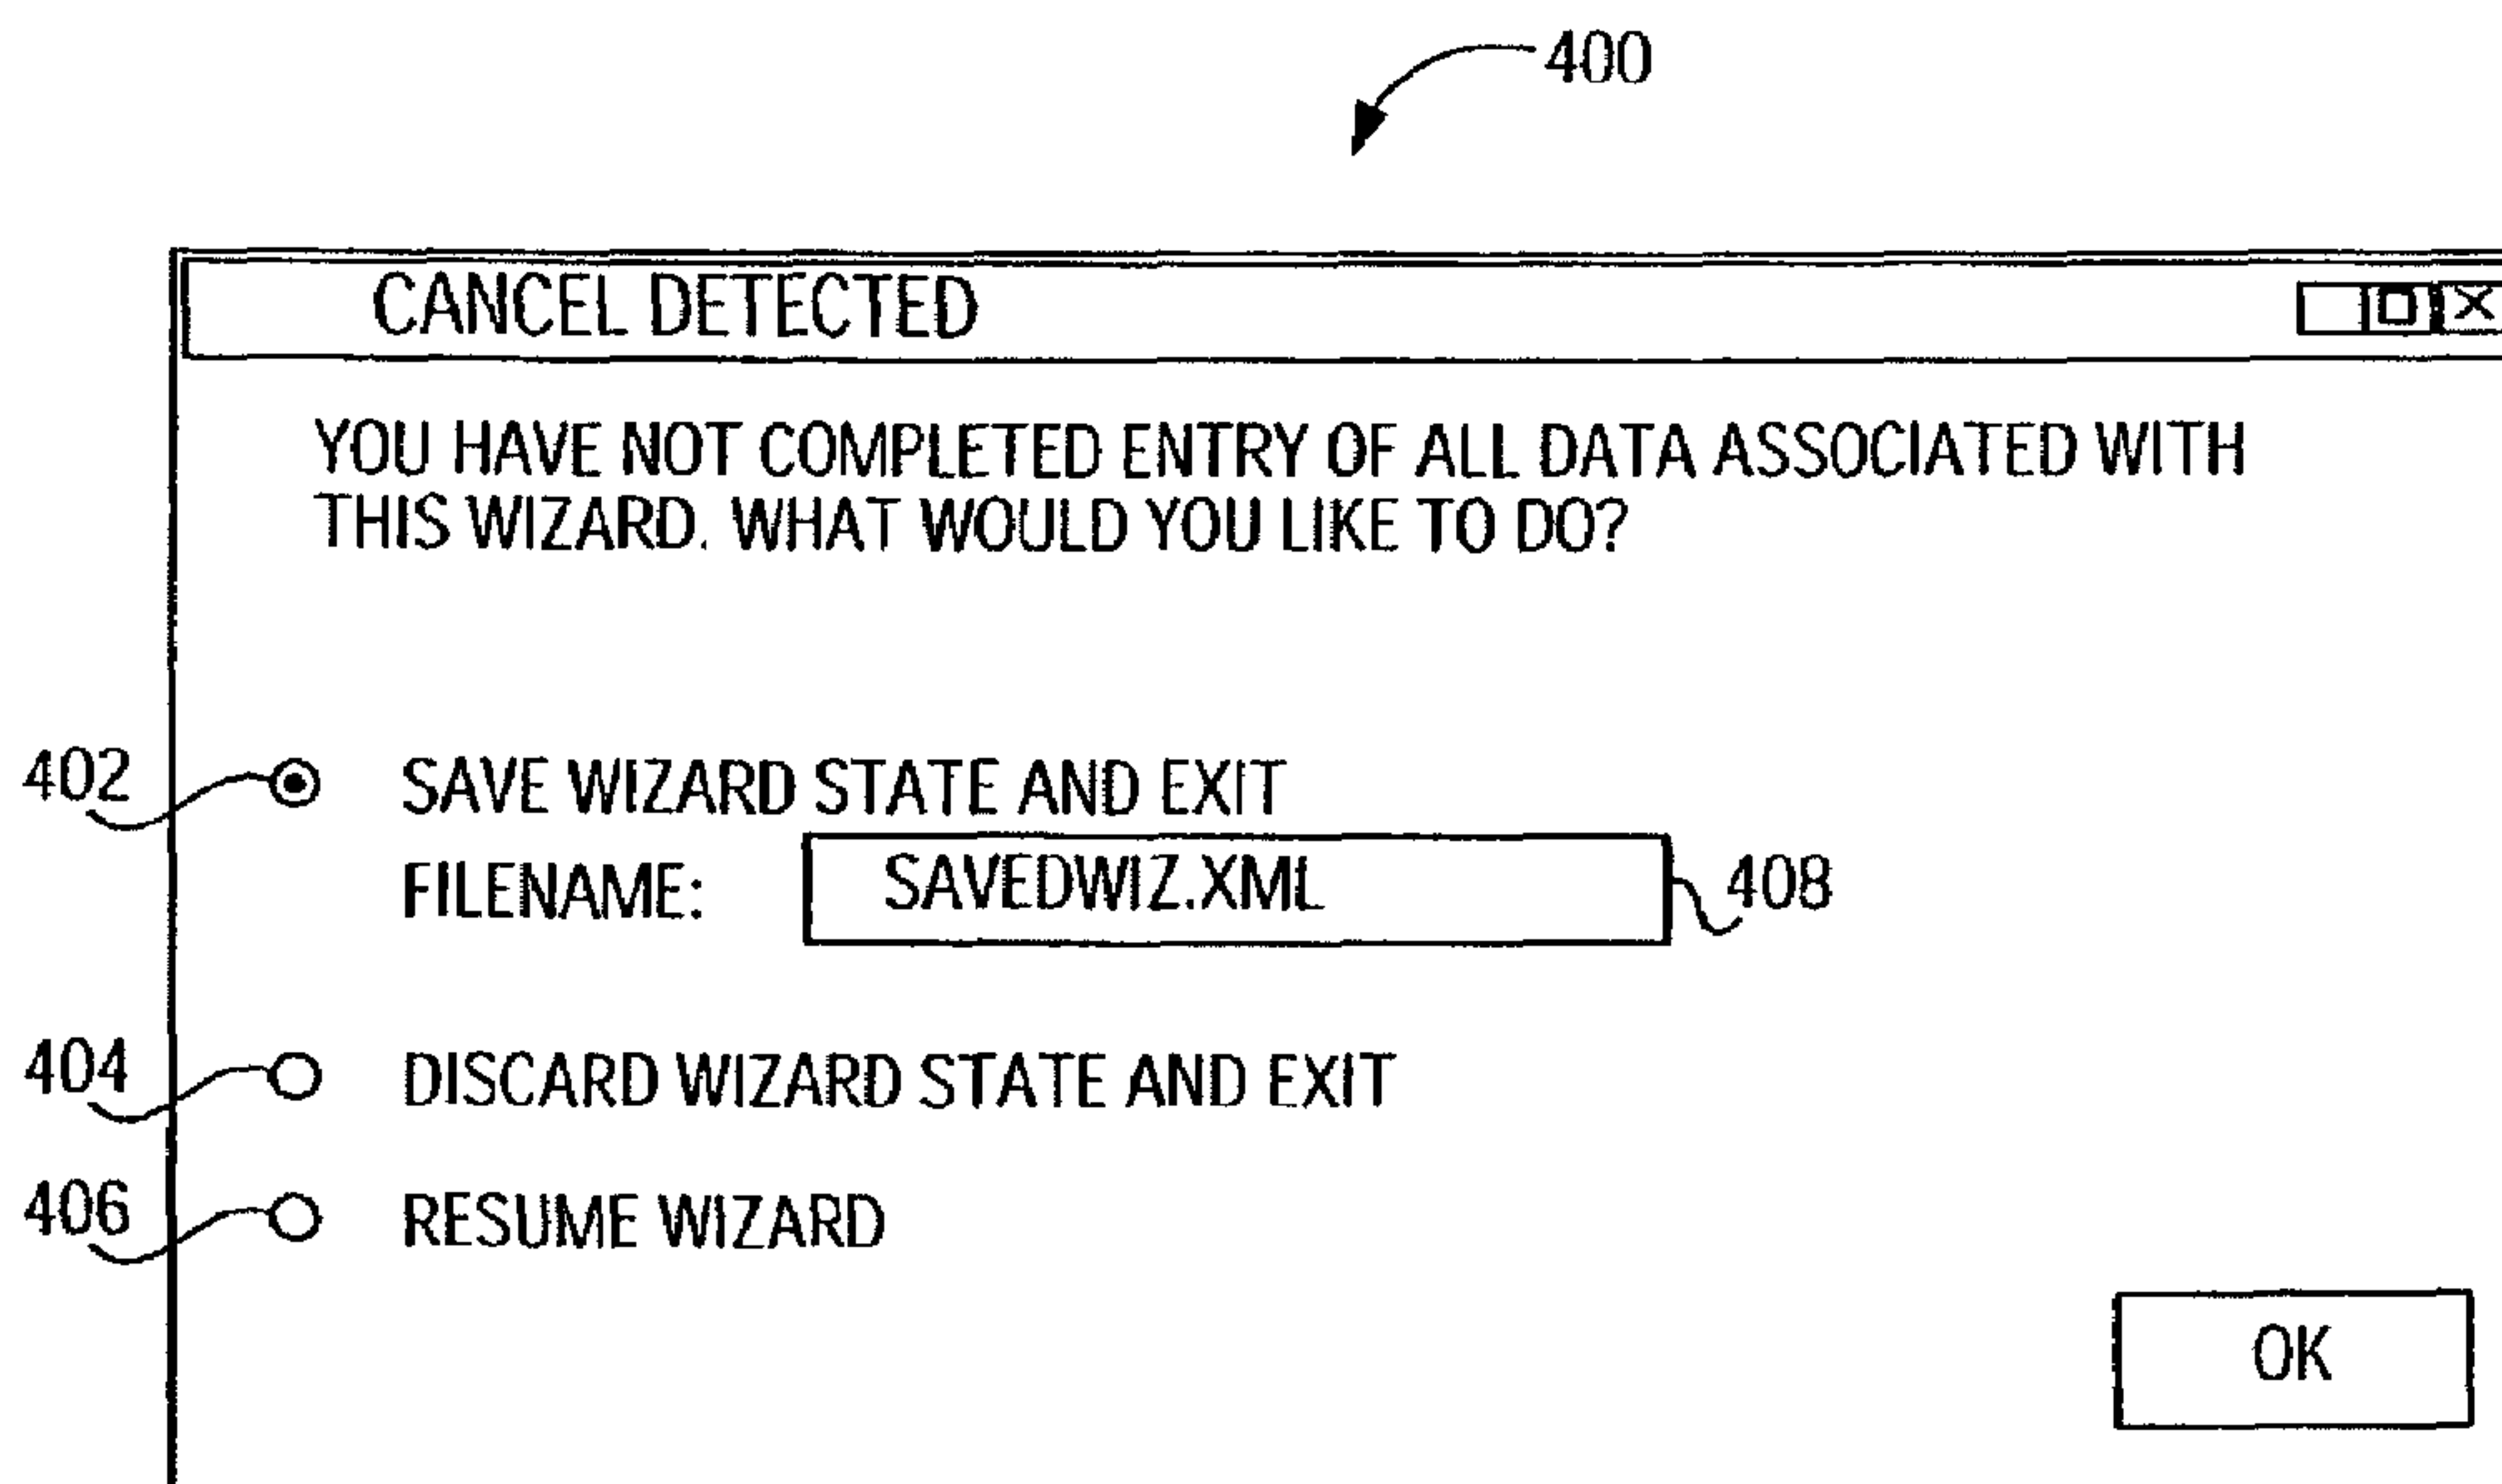 400
CANCEL DETECTED
YOU HAVE NOT COMPLETED ENTRY OF ALL DATA ASSOCIATED WITH
THIS WIZARD. WHAT WOULD YOU LIKE TO DO?
402 SAVE WIZARD STATE AND EXIT
FILENAME: SAVEDWIZ.XML 408
404 DISCARD WIZARD STATE AND EXIT
406 RESUME WIZARD
OK